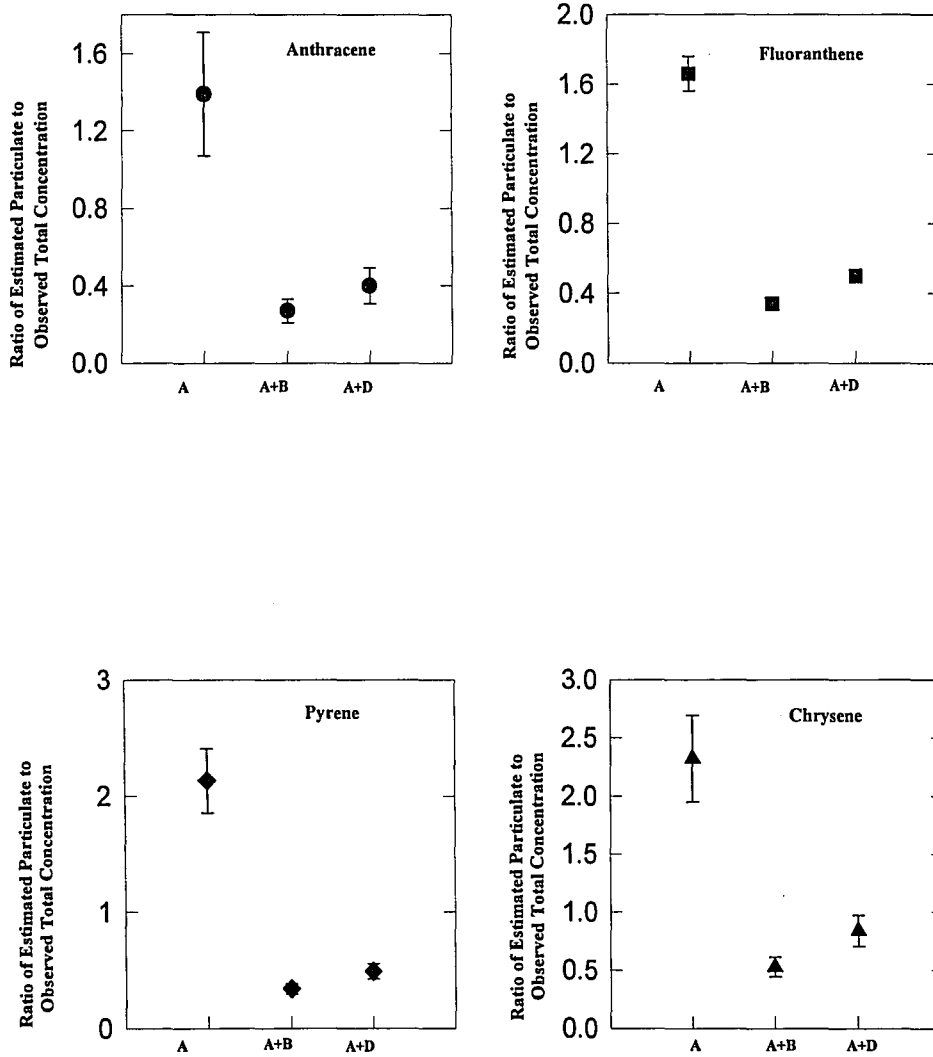 Anthracene
Ratio of Estimated Particulate to
Observed Total Concentration
1.6
1.2
0.8
0.4
0.0
A A+B A+D
Fluoranthene
Ratio of Estimated Particulate to
Observed Total Concentration
2.0
1.6
1.2
0.8
0.4
0.0
A A+B A+D
Pyrene
Ratio of Estimated Particulate to
Observed Total Concentration
3
2
1
0
A A+B A+D
Chrysene
Ratio of Estimated Particulate to
Observed Total Concentration
3.0
2.5
2.0
1.5
1.0
0.5
0.0
A A+B A+D